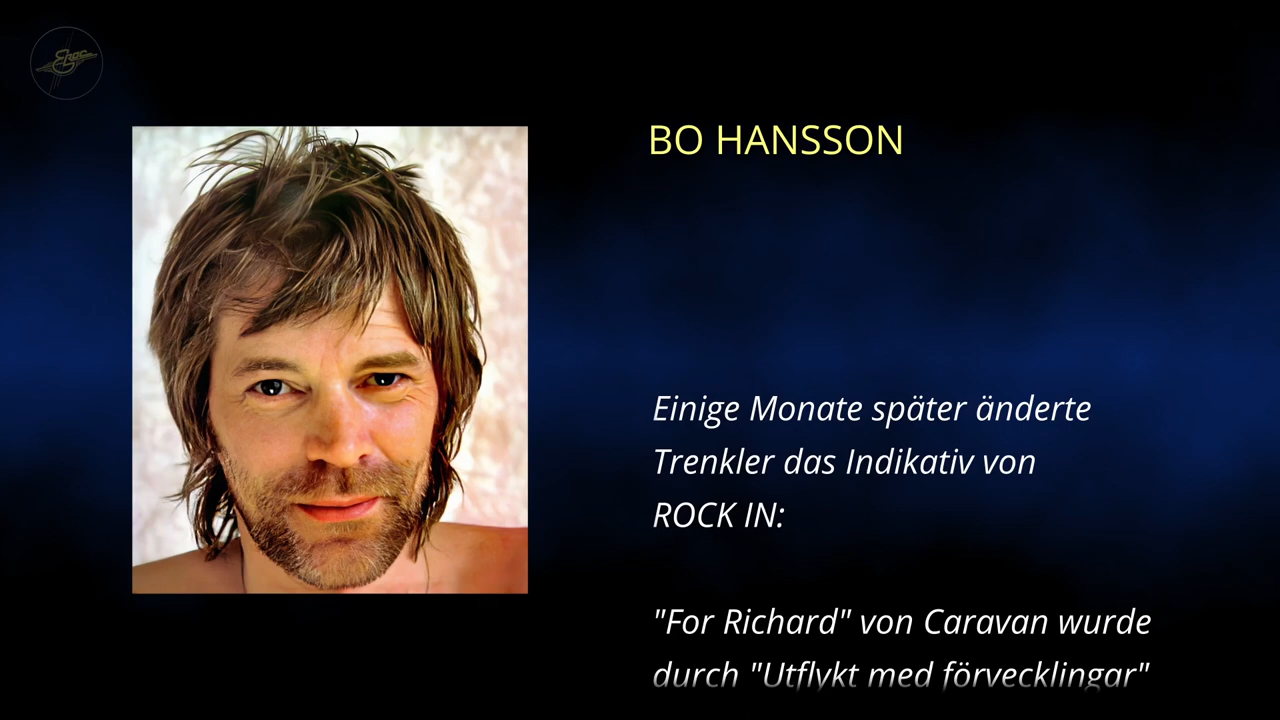 Eroc
BO HANSSON
Einige Monate später änderte
Trenkler das Indikativ von
ROCK IN:
"For Richard" von Caravan wurde
durch "Utflykt med förvecklingar"